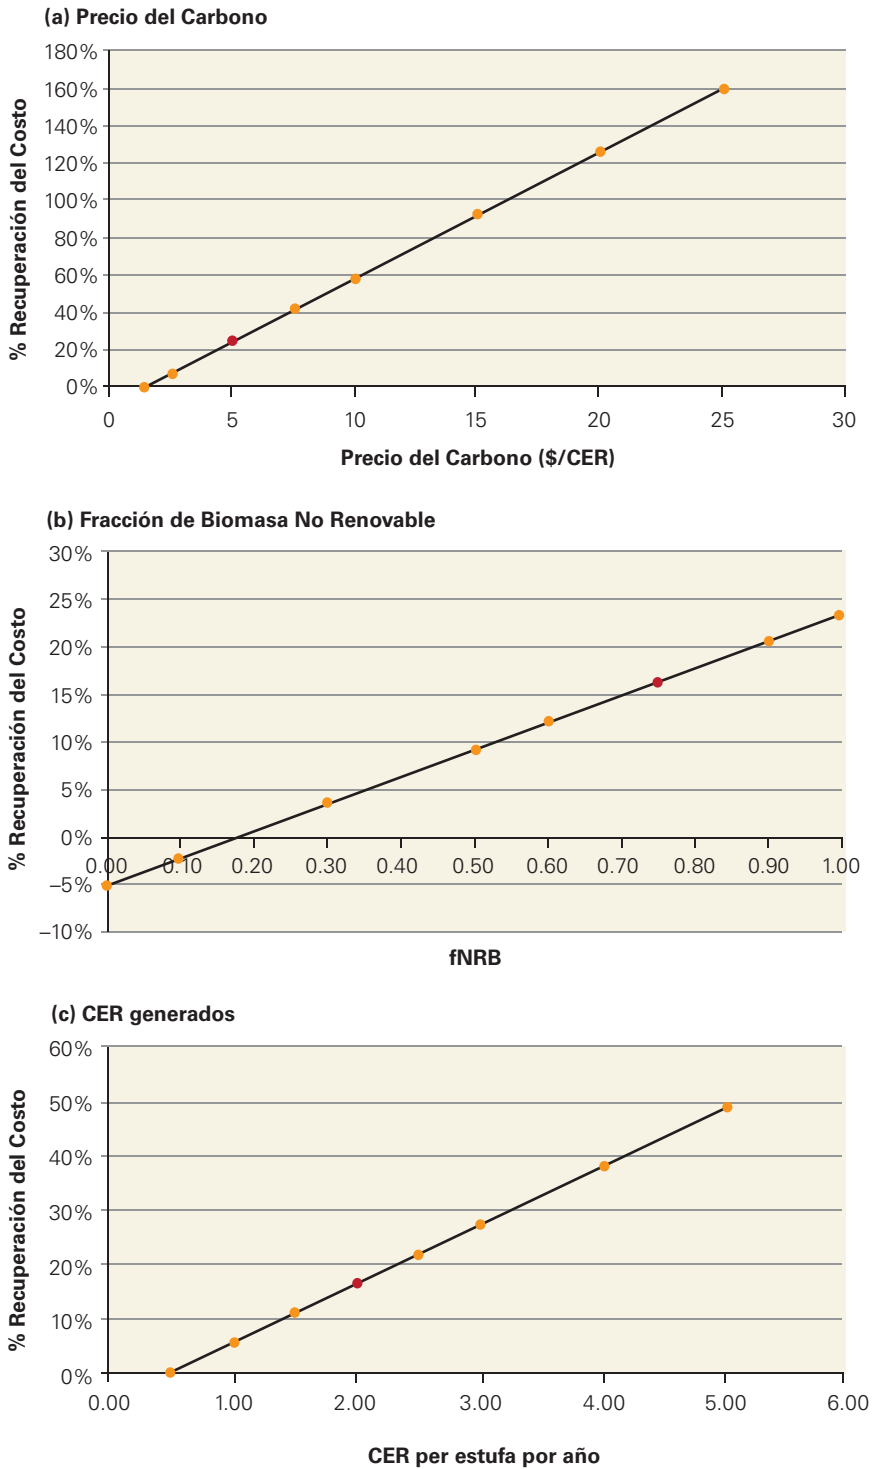 (a) Precio del Carbono
180%
160%
140%
120%
100%
80%
60%
40%
20%
0%
% Recuperación del Costo
0 5 10 15 20 25 30
Precio del Carbono ($/CER)
(b) Fracción de Biomasa No Renovable
30%
25%
20%
15%
10%
5%
0%
0.00 0.10 0.20 0.30 0.40 0.50 0.60 0.70 0.80 0.90 1.00
–5%
–10%
% Recuperación del Costo
fNRB
(c) CER generados
60%
50%
40%
30%
20%
10%
0%
% Recuperación del Costo
0.00 1.00 2.00 3.00 4.00 5.00 6.00
CER per estufa por año